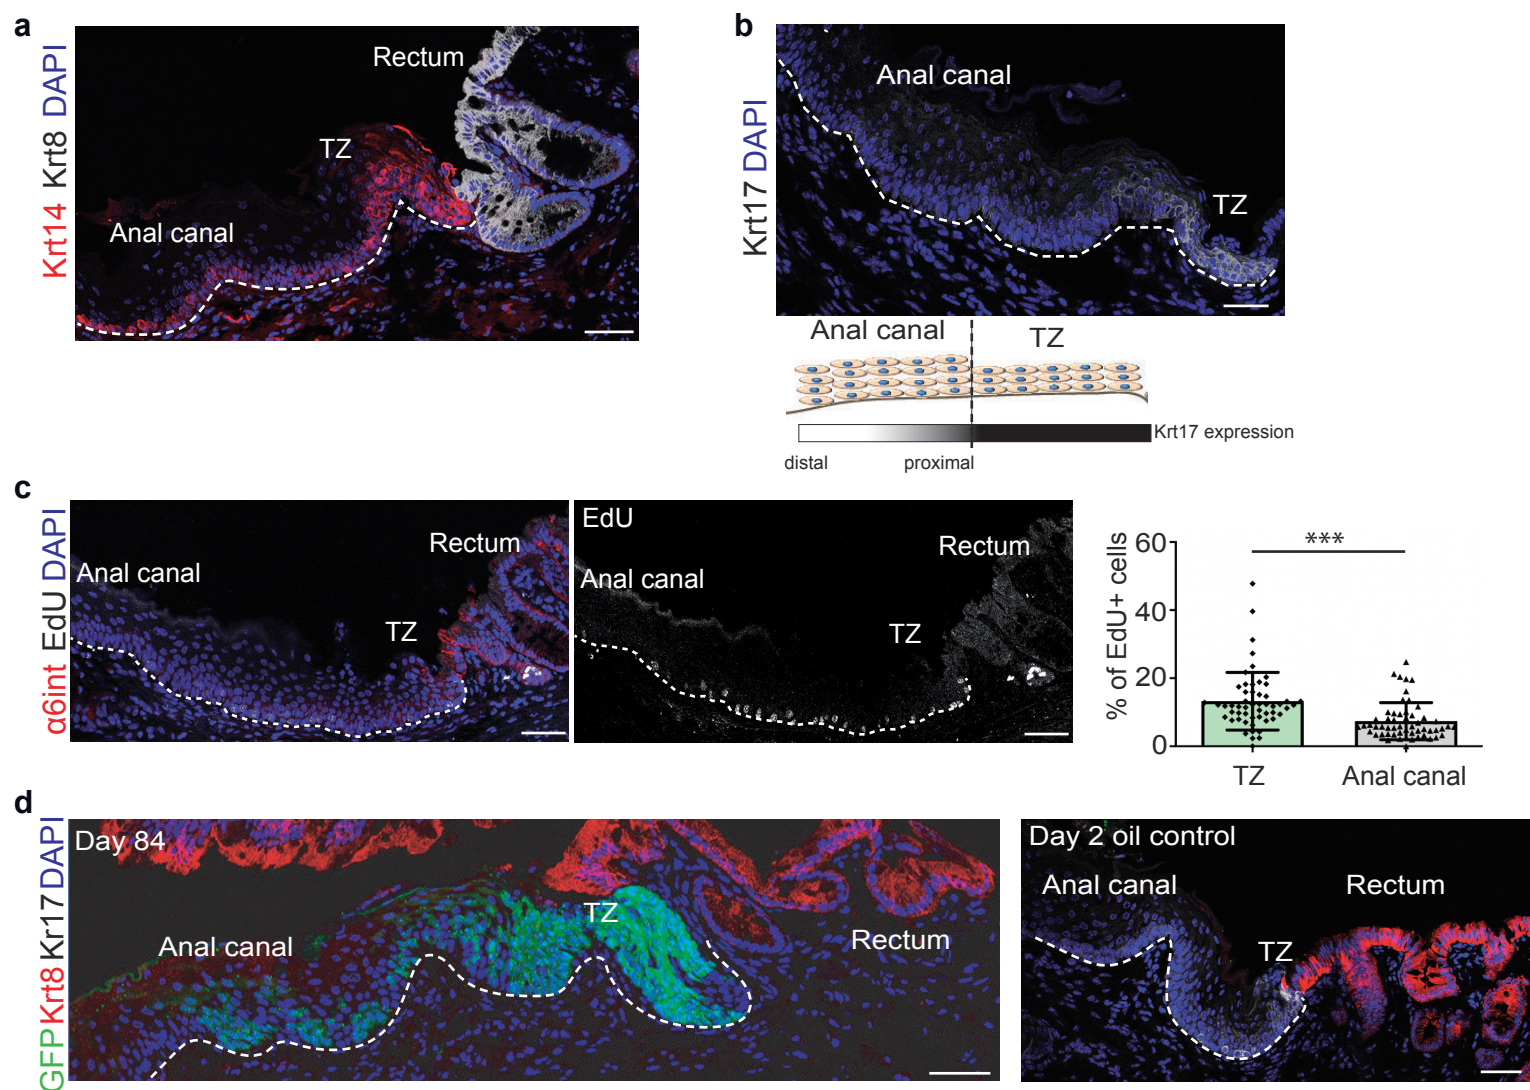 a
Krt14 Krt8 DAPI
Rectum
TZ
Anal canal
b
Krt17 DAPI
Anal canal
TZ
Anal canal
TZ
Krt17 expression
distal
proximal
c
α6int EdU DAPI
Anal canal
TZ
Rectum
EdU
Anal canal
TZ
Rectum
% of EdU+ cells
60
40
20
0
***
TZ
Anal canal
d
GFP Krt8 Kr17 DAPI
Day 84
Anal canal
TZ
Rectum
Day 2 oil control
Anal canal
Rectum
TZ